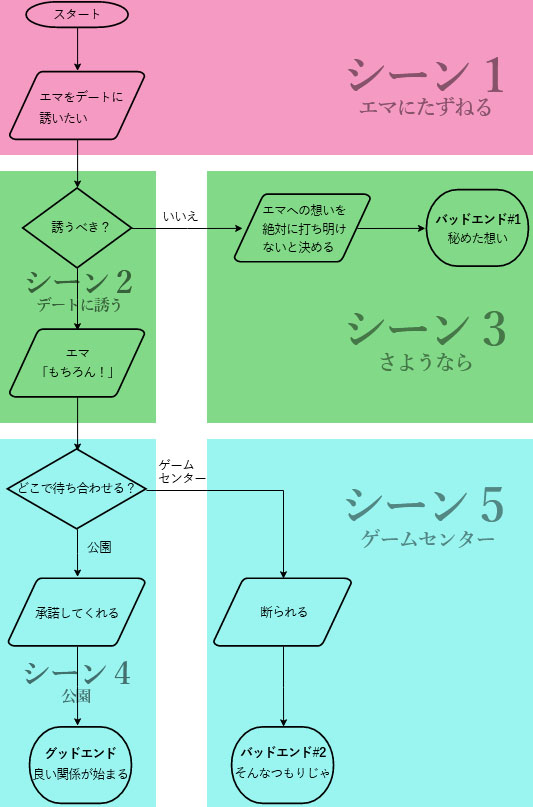 スタート
シーン 1
エマにたずねる
エマをデートに
誘いたい
誘うべき？
いいえ
エマへの想いを
絶対に打ち明け
ないと決める
バッドエンド#1
秘めた想い
シーン 2
デートに誘う
シーン 3
さようなら
エマ
「もちろん！」
どこで待ち合わせる？
ゲーム
センター
シーン 5
ゲームセンター
公園
承諾してくれる
断られる
シーン 4
公園
グッドエンド
良い関係が始まる
バッドエンド#2
そんなつもりじゃ